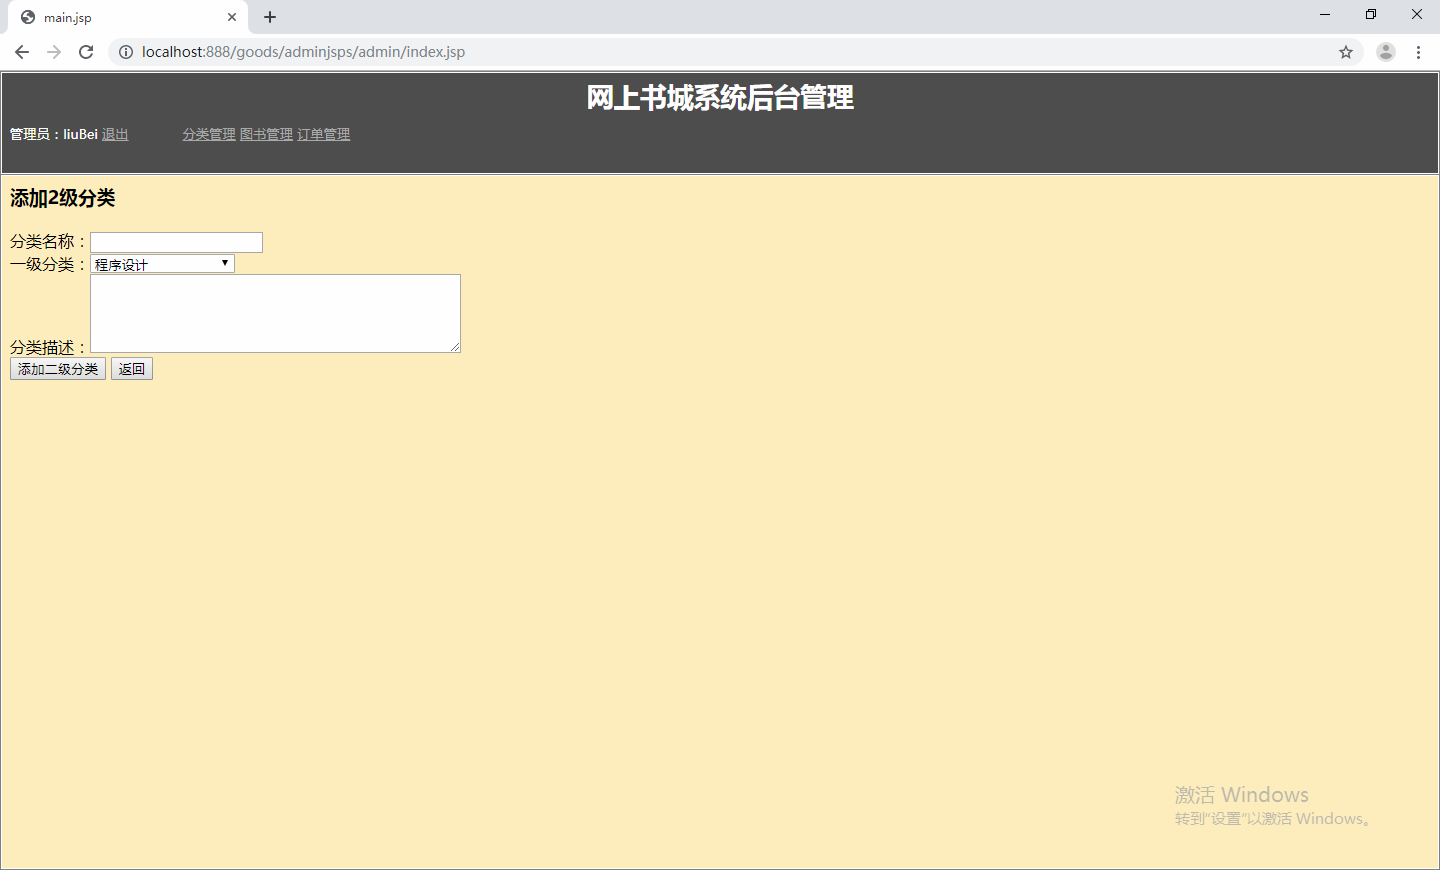 main.jsp
localhost:888/goods/adminjsps/admin/index.jsp
网上书城系统后台管理
管理员：liuBei 退出 分类管理 图书管理 订单管理
添加2级分类
分类名称：
一级分类： 程序设计
分类描述：
添加二级分类 返回
激活 Windows
转到“设置”以激活 Windows。